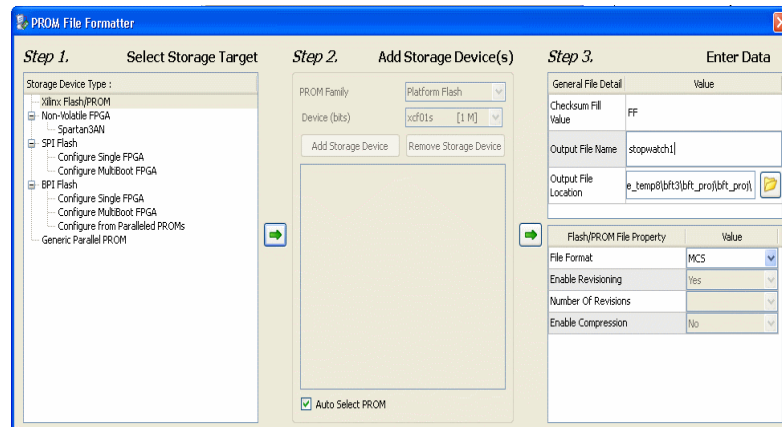 PROM File Formatter
Step 1. Select Storage Target
Storage Device Type :
Xilinx Flash/PROM
Non-Volatile FPGA
Spartan3AN
SPI Flash
Configure Single FPGA
Configure MultiBoot FPGA
BPI Flash
Configure Single FPGA
Configure MultiBoot FPGA
Configure from Paralleled PROMs
Generic Parallel PROM
Step 2. Add Storage Device(s)
PROM Family Platform Flash
Device (bits) xcf01s [1 M]
Add Storage Device Remove Storage Device
Auto Select PROM
Step 3. Enter Data
General File Detail Value
Checksum Fill
Value FF
Output File Name stopwatch1
Output File
Location e_temp8\bft3\bft_proj\bft_proj\
Flash/PROM File Property Value
File Format MCS
Enable Revisioning Yes
Number Of Revisions
Enable Compression No